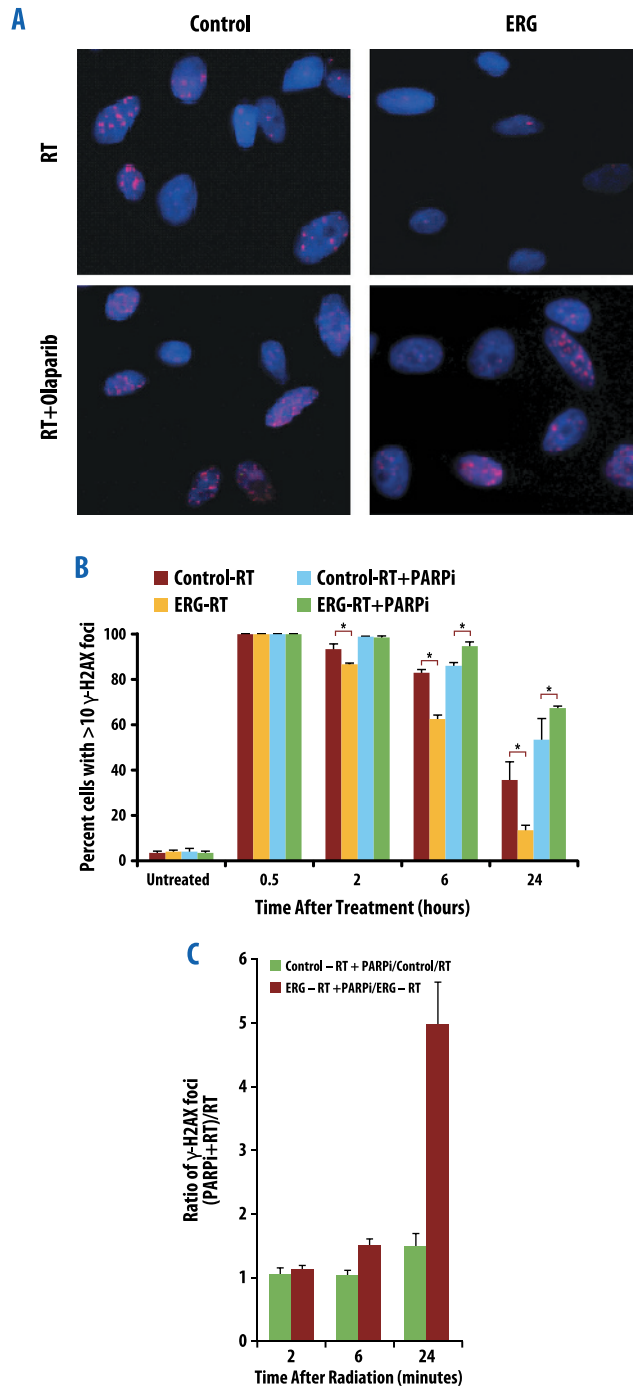 A
Control
ERG
RT
RT+Olaparib
B
Control-RT
Control-RT+PARPi
ERG-RT
ERG-RT+PARPi
Percent cells with >10 γ-H2AX foci
100
80
60
40
20
0
*
*
*
*
*
Untreated
0.5
2
6
24
Time After Treatment (hours)
C
Control – RT + PARPi/Control/RT
ERG – RT +PARPi/ERG – RT
Ratio of γ-H2AX foci
(PARPi+RT)/RT
6
5
4
3
2
1
0
2
6
24
Time After Radiation (minutes)